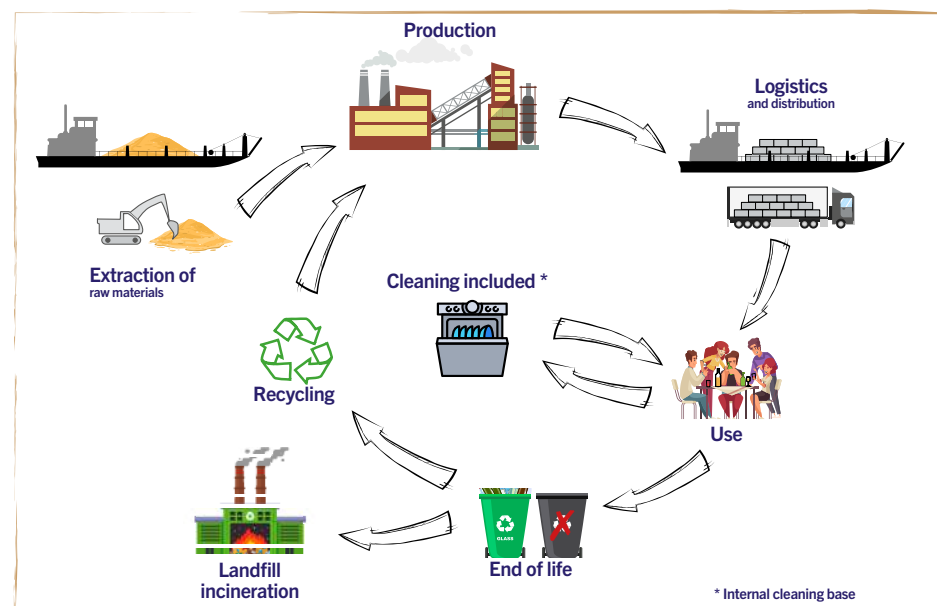 Production
Logistics
and distribution
Extraction of
raw materials
Cleaning included *
Recycling
Use
GLASS
Landfill
incineration
End of life
* Internal cleaning base